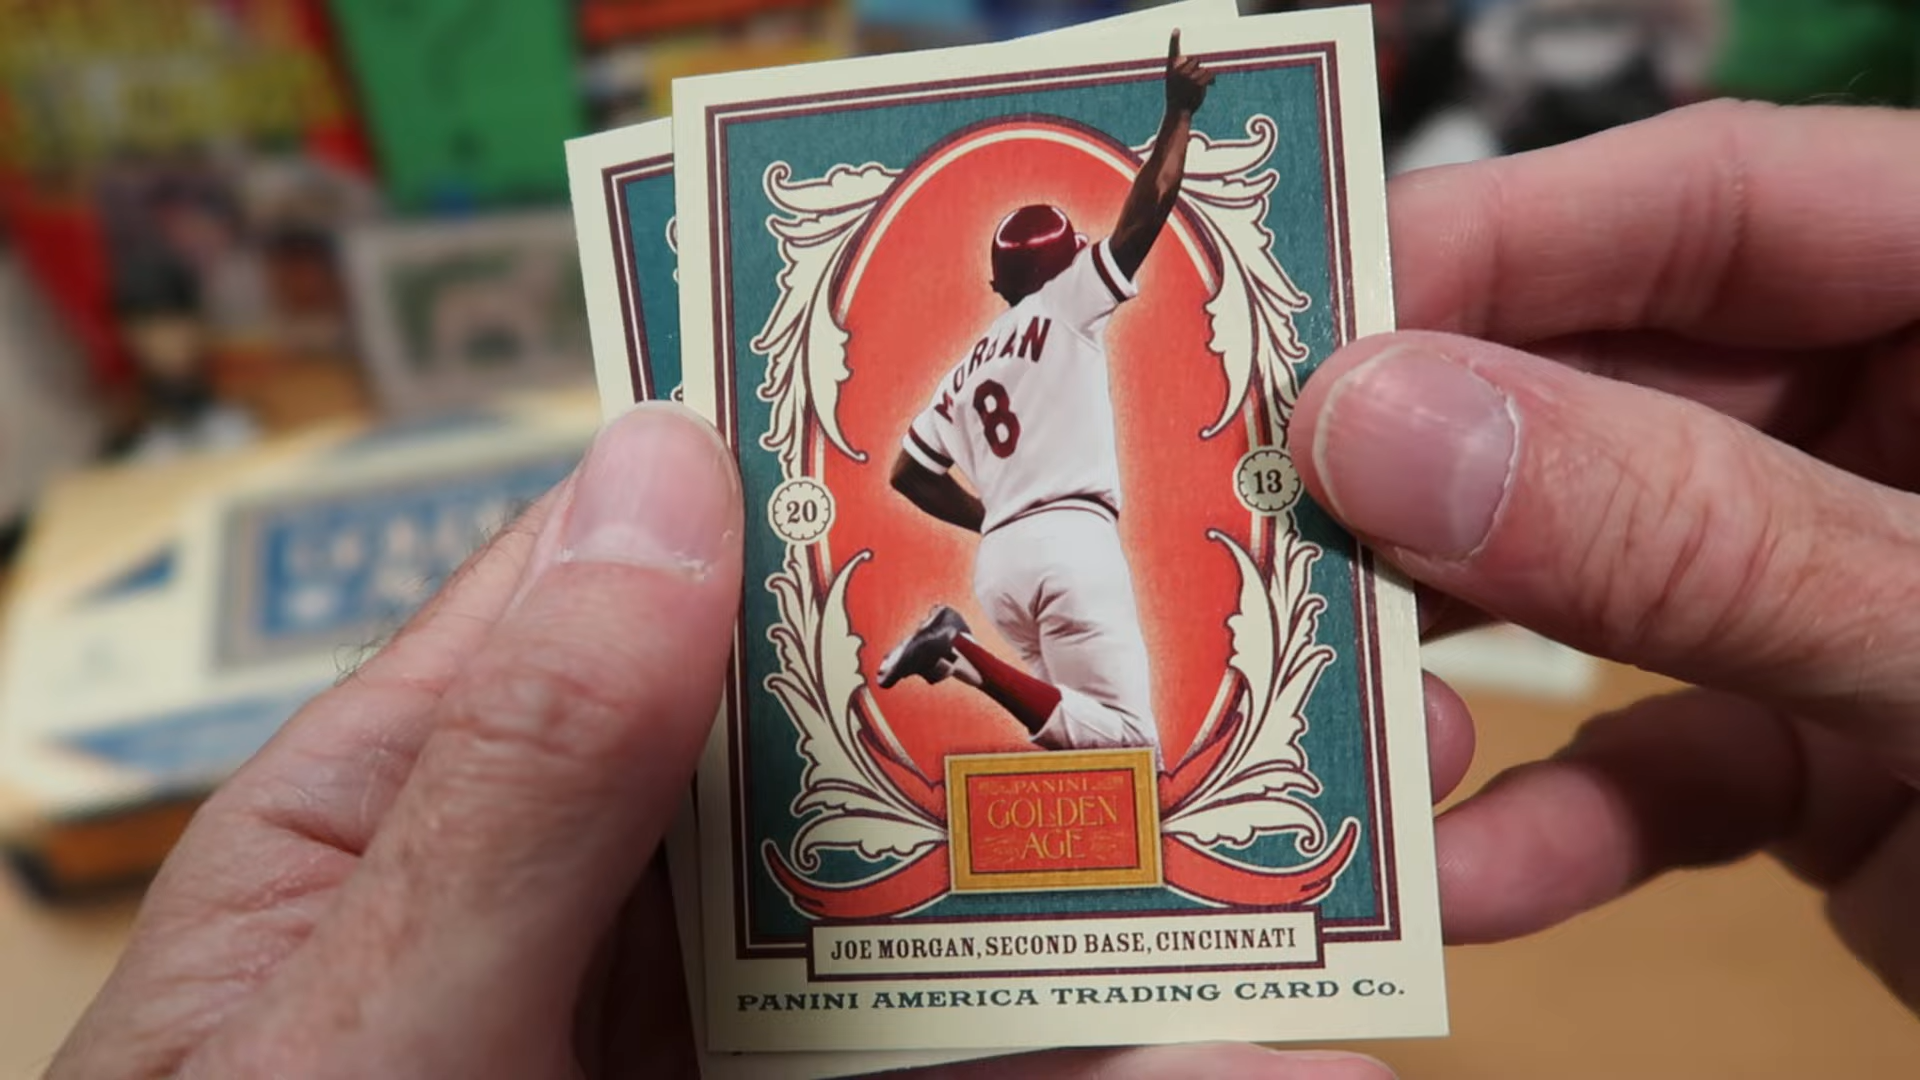 MORGAN
8
20
13
PANINI
GOLDEN
AGE
JOE MORGAN, SECOND BASE, CINCINNATI
PANINI AMERICA TRADING CARD Co.